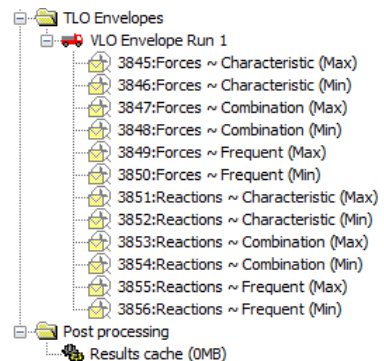 TLO Envelopes
VLO Envelope Run 1
3845:Forces ~ Characteristic (Max)
3846:Forces ~ Characteristic (Min)
3847:Forces ~ Combination (Max)
3848:Forces ~ Combination (Min)
3849:Forces ~ Frequent (Max)
3850:Forces ~ Frequent (Min)
3851:Reactions ~ Characteristic (Max)
3852:Reactions ~ Characteristic (Min)
3853:Reactions ~ Combination (Max)
3854:Reactions ~ Combination (Min)
3855:Reactions ~ Frequent (Max)
3856:Reactions ~ Frequent (Min)
Post processing
Results cache (0MB)